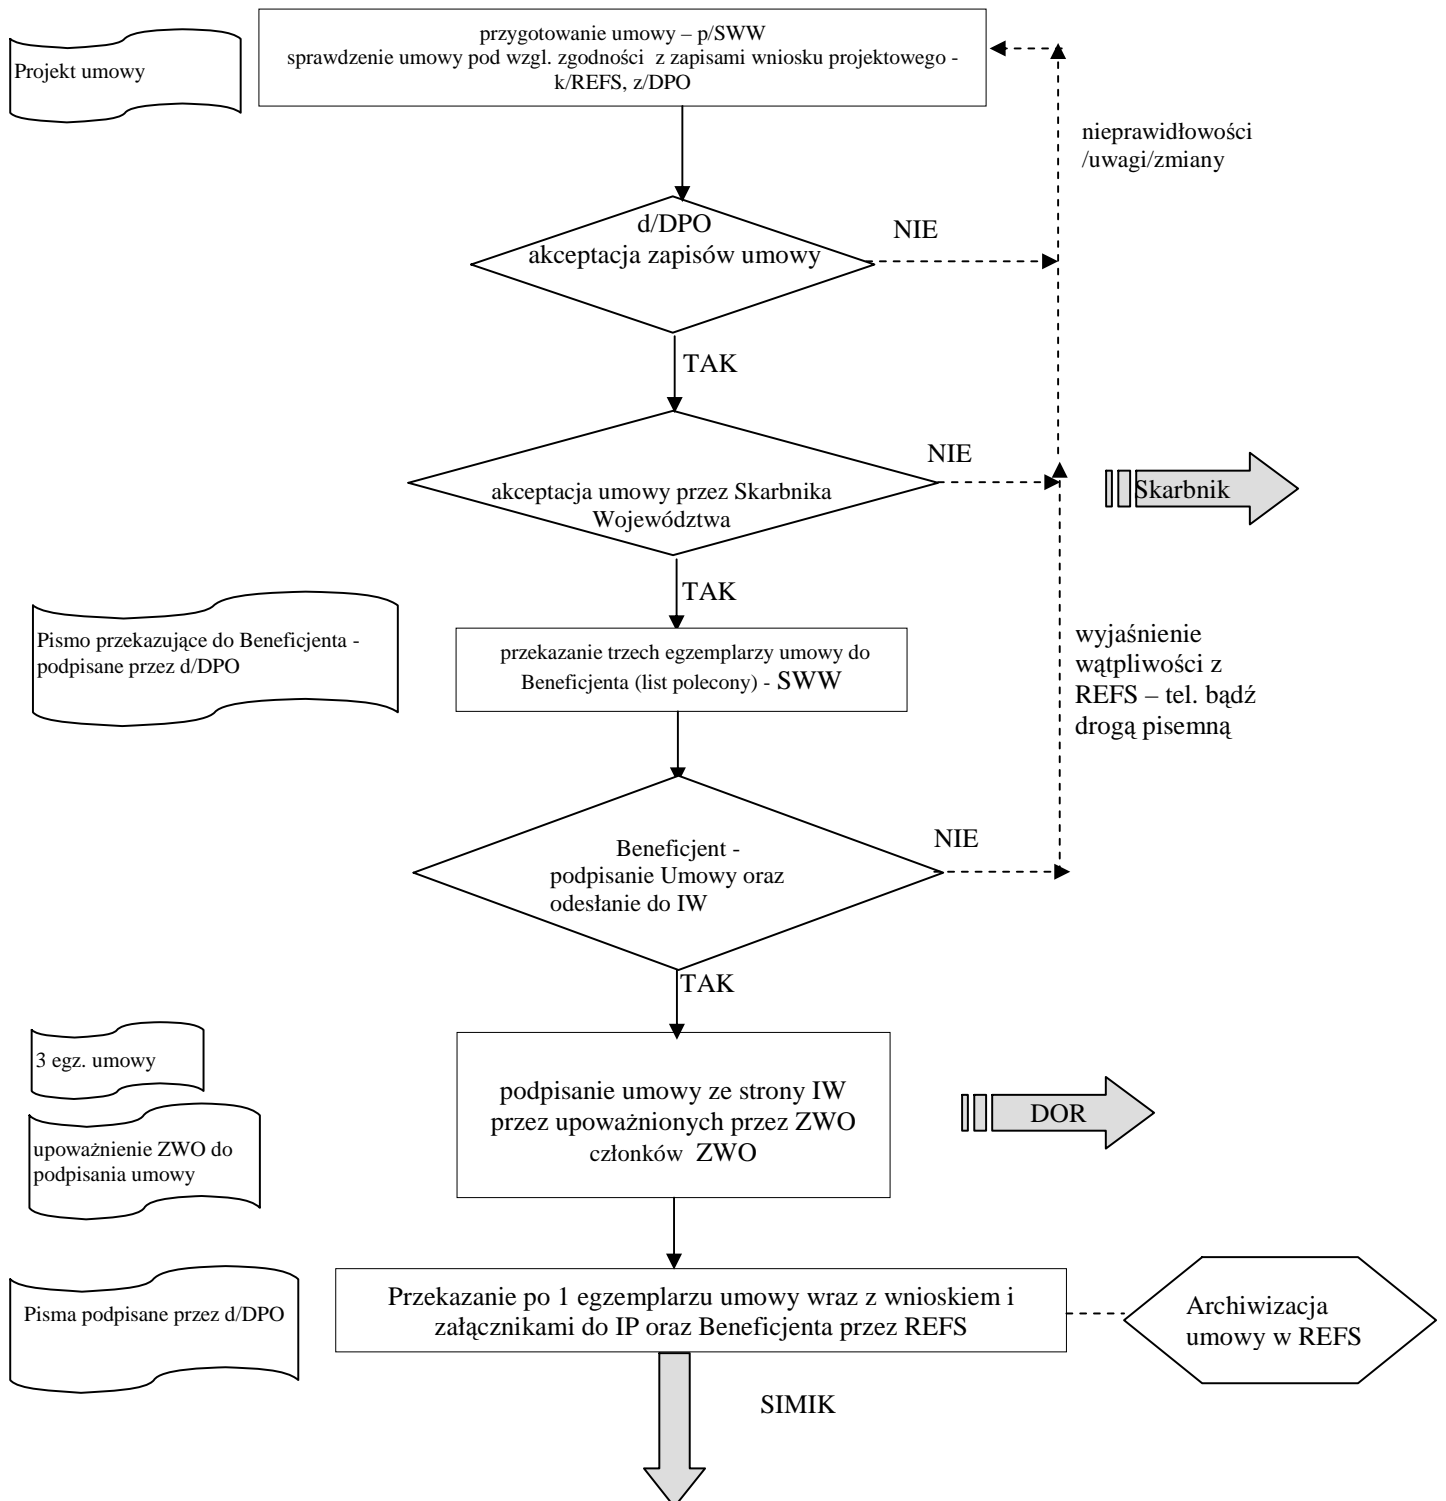 przygotowanie umowy – p/SWW
sprawdzenie umowy pod wzgl. zgodności z zapisami wniosku projektowego -
k/REFS, z/DPO
Projekt umowy
nieprawidłowości
/uwagi/zmiany
d/DPO
akceptacja zapisów umowy
NIE
TAK
NIE
akceptacja umowy przez Skarbnika
Województwa
Skarbnik
TAK
Pismo przekazujące do Beneficjenta -
podpisane przez d/DPO
przekazanie trzech egzemplarzy umowy do
Beneficjenta (list polecony) - SWW
wyjaśnienie
wątpliwości z
REFS – tel. bądź
drogą pisemną
NIE
Beneficjent -
podpisanie Umowy oraz
odesłanie do IW
TAK
3 egz. umowy
upoważnienie ZWO do
podpisania umowy
podpisanie umowy ze strony IW
przez upoważnionych przez ZWO
członków ZWO
DOR
Pisma podpisane przez d/DPO
Przekazanie po 1 egzemplarzu umowy wraz z wnioskiem i
załącznikami do IP oraz Beneficjenta przez REFS
Archiwizacja
umowy w REFS
SIMIK